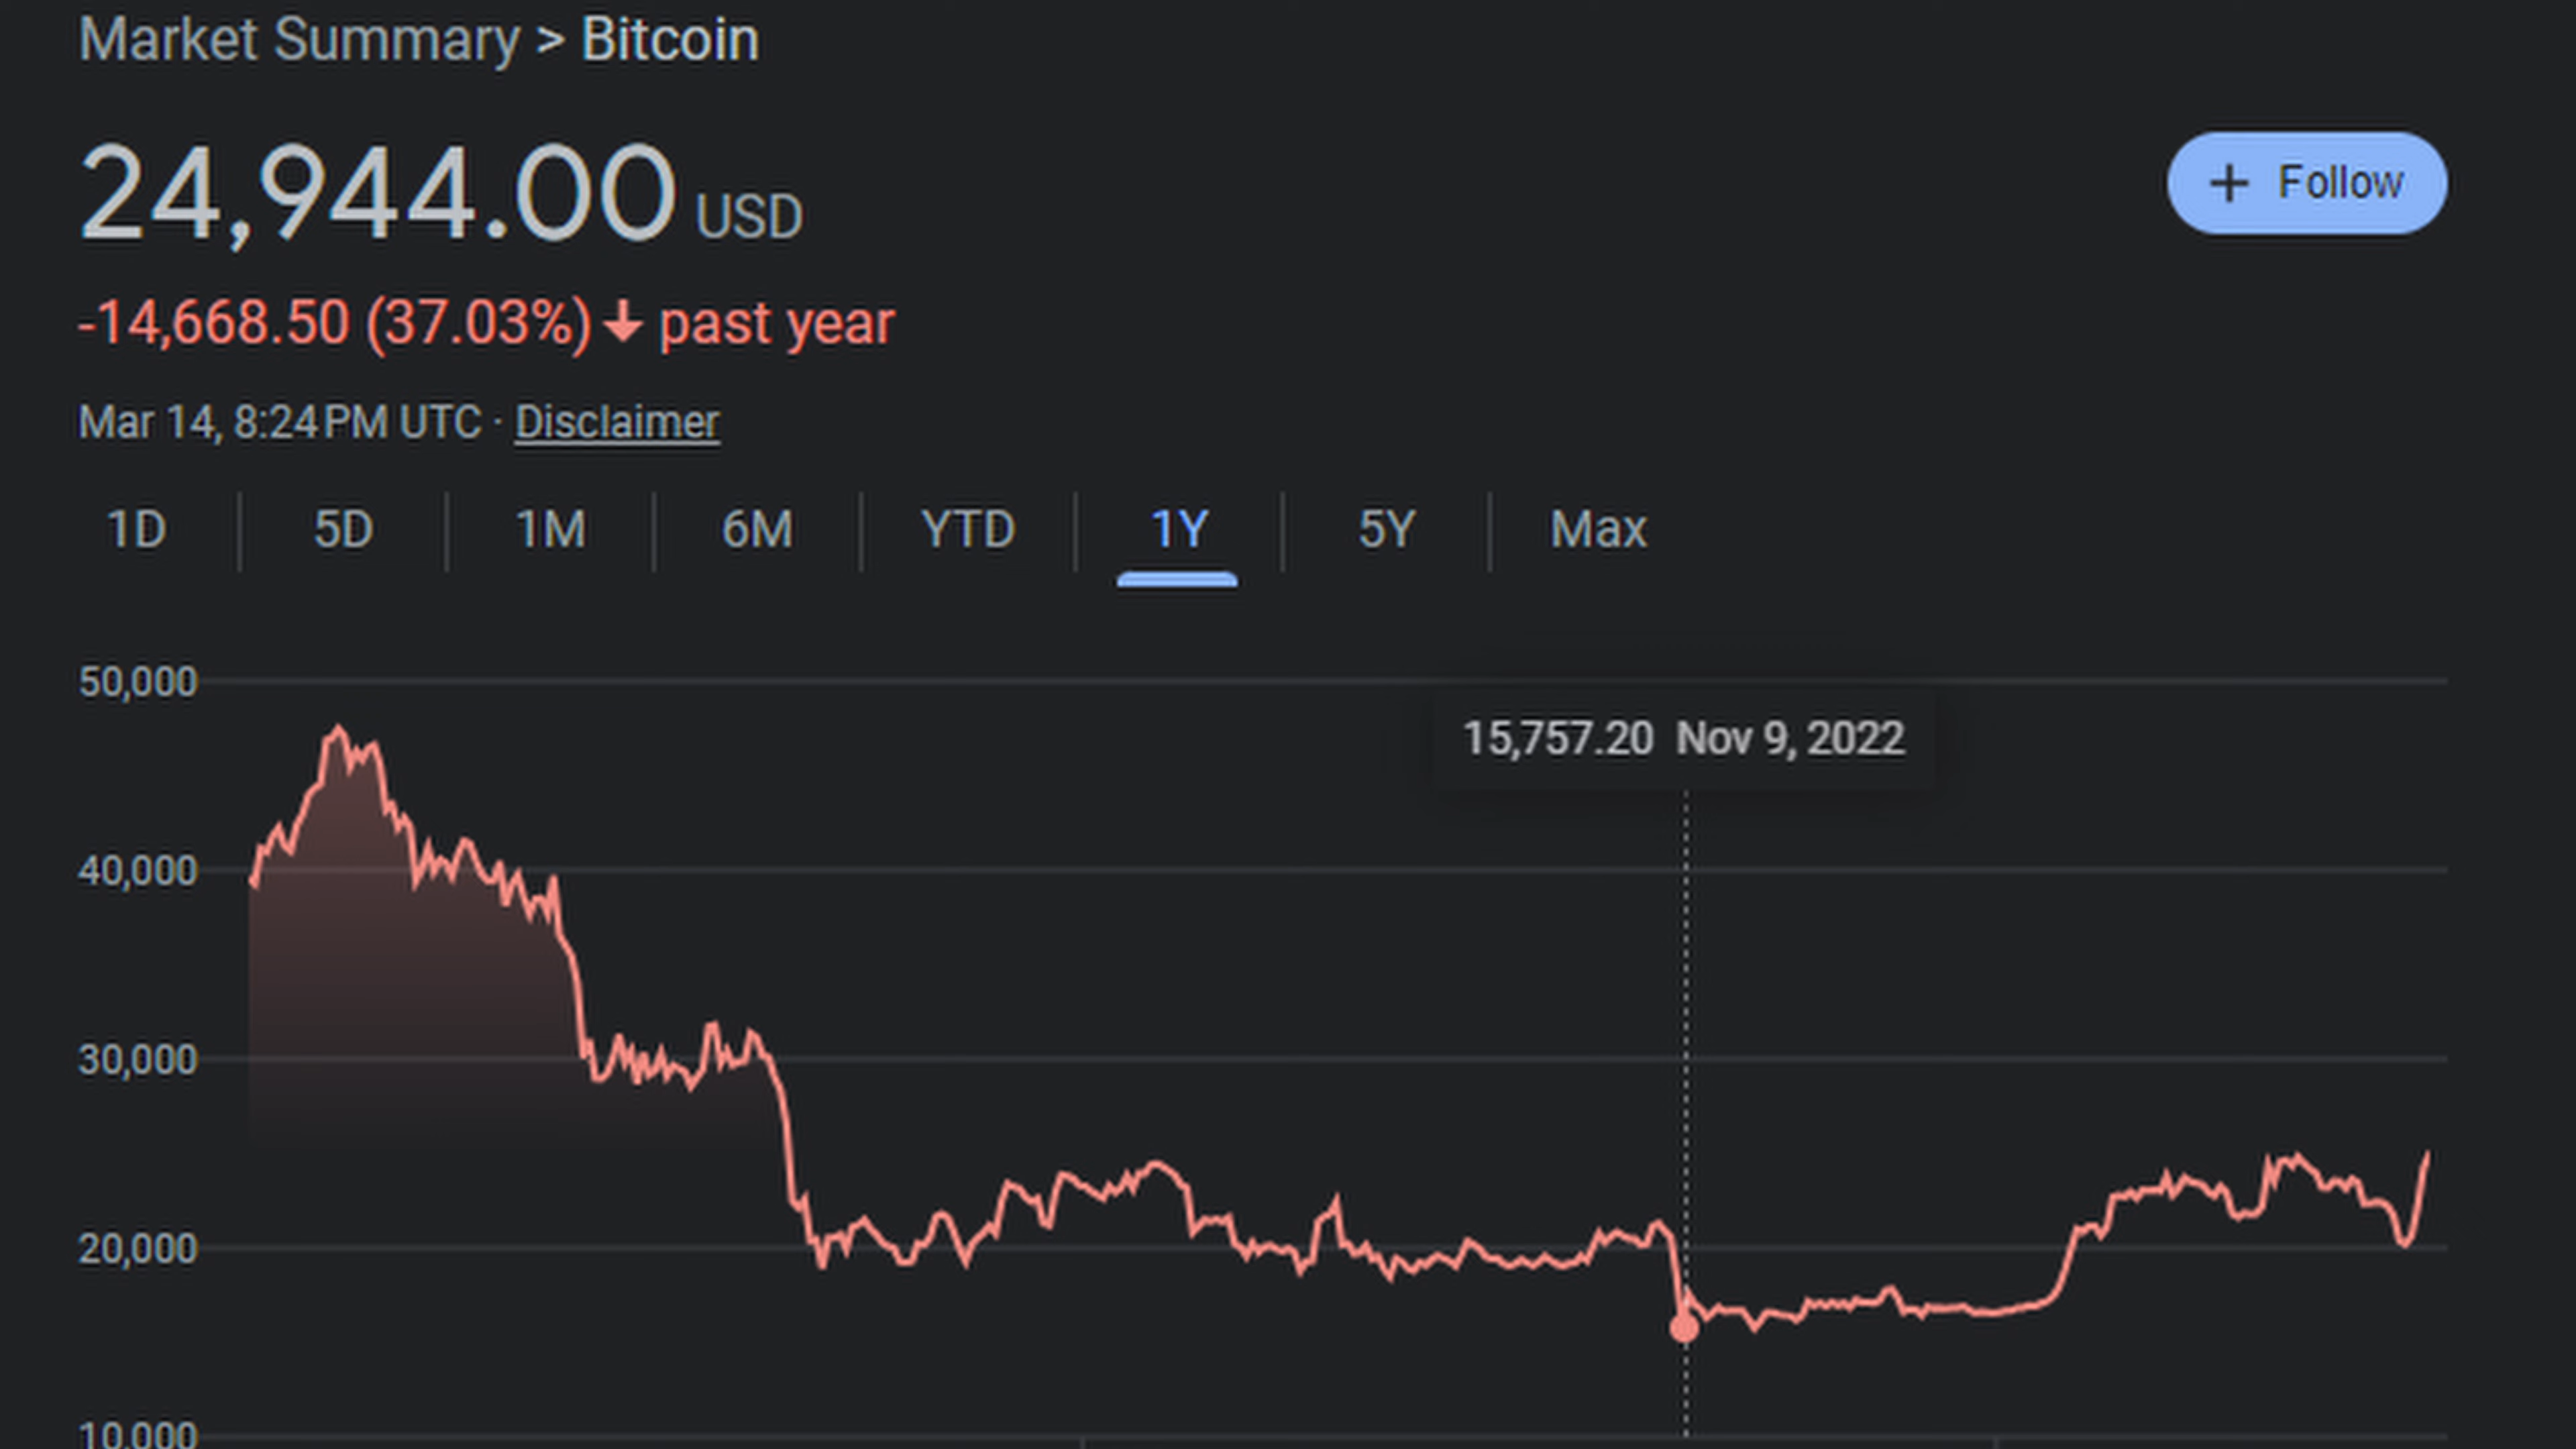 Market Summary > Bitcoin
24,944.00 USD
+ Follow
-14,668.50 (37.03%) ↓ past year
Mar 14, 8:24 PM UTC · Disclaimer
1D 5D 1M 6M YTD 1Y 5Y Max
50,000
15,757.20 Nov 9, 2022
40,000
30,000
20,000
10,000